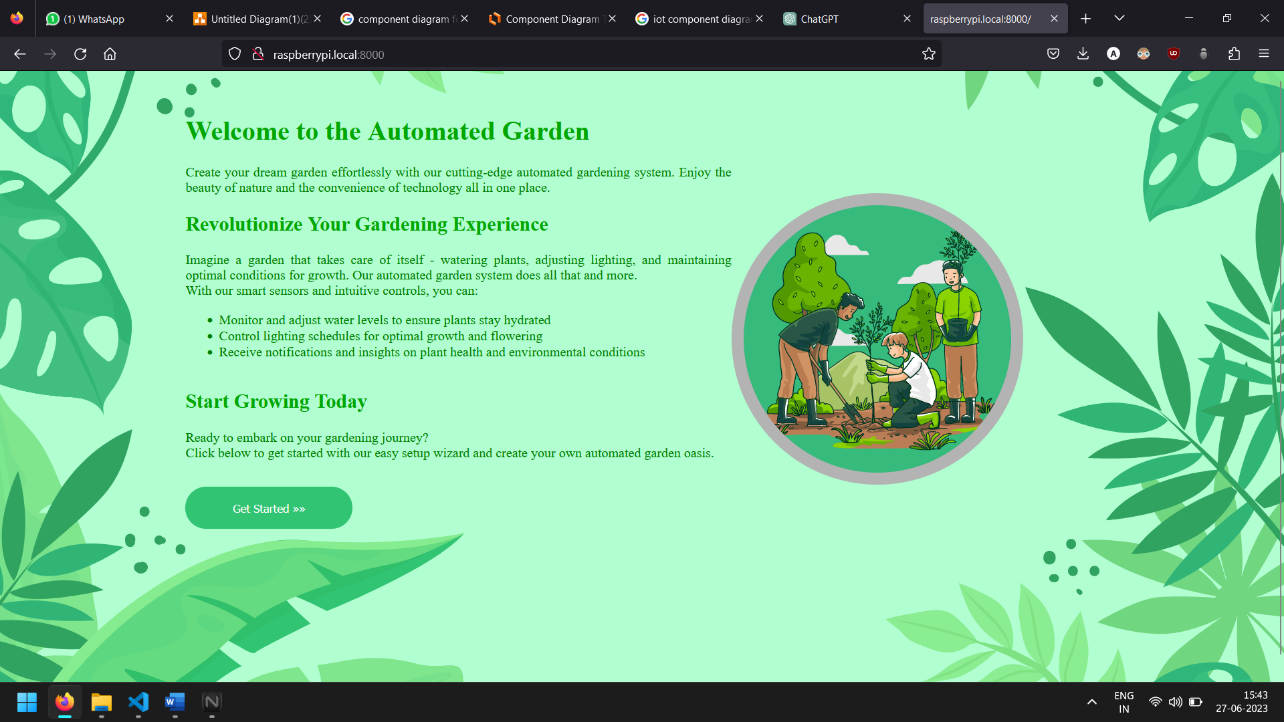 (1) WhatsApp
Untitled Diagram(1)(2
component diagram f
Component Diagram T
iot component diagra
ChatGPT
raspberrypi.local:8000/
raspberrypi.local:8000
Welcome to the Automated Garden
Create your dream garden effortlessly with our cutting-edge automated gardening system. Enjoy the
beauty of nature and the convenience of technology all in one place.
Revolutionize Your Gardening Experience
Imagine a garden that takes care of itself - watering plants, adjusting lighting, and maintaining
optimal conditions for growth. Our automated garden system does all that and more.
With our smart sensors and intuitive controls, you can:
• Monitor and adjust water levels to ensure plants stay hydrated
• Control lighting schedules for optimal growth and flowering
• Receive notifications and insights on plant health and environmental conditions
Start Growing Today
Ready to embark on your gardening journey?
Click below to get started with our easy setup wizard and create your own automated garden oasis.
Get Started »»
ENG
IN
15:43
27-06-2023